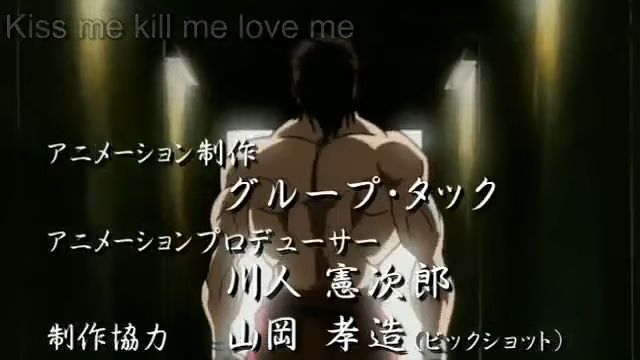 Kiss me kill me love me
アニメーション制作
グループ・タック
アニメーションプロデューサー
川人 憲次郎
制作協力 山岡 孝造(ビックショット)